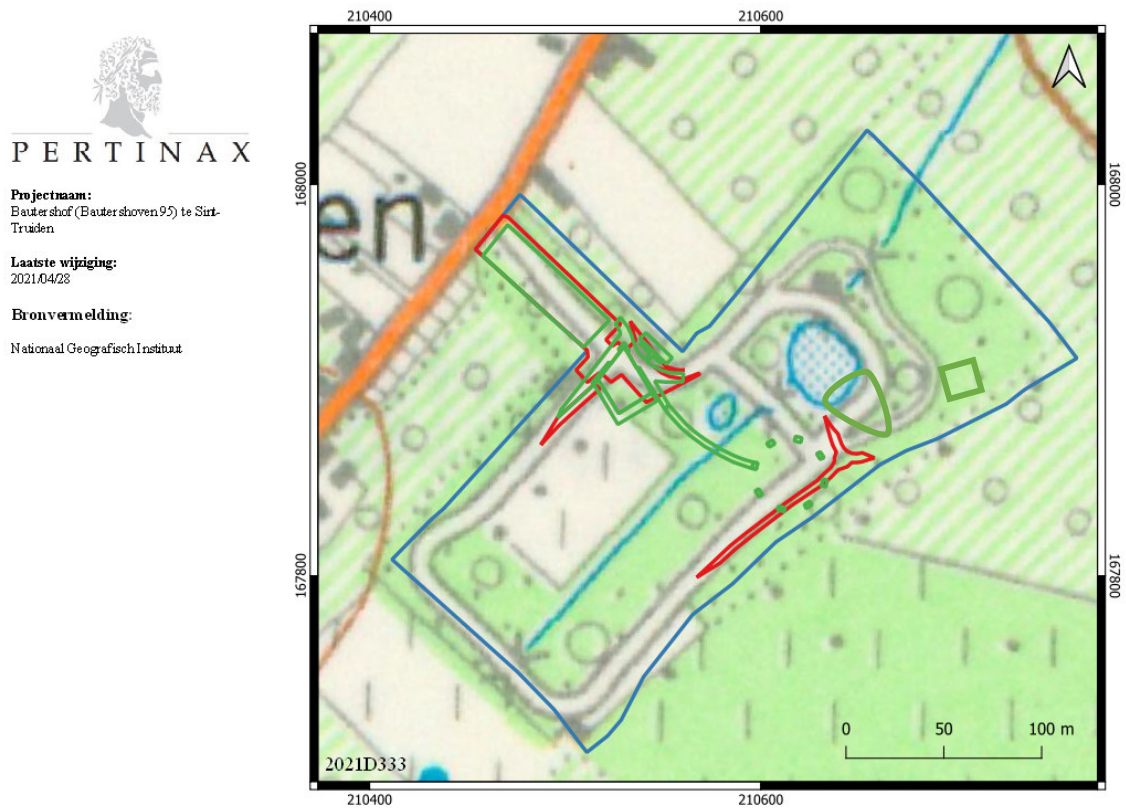 PERTINAX
Projectnaam:
Bautershof (Bautershoven 95) te Sint-
Truiden
Laatste wijziging:
2021/04/28
Bronvermelding:
Nationaal Geografisch Instituut
210400
210600
168000
168000
en
167800
167800
0 50 100 m
2021D333
210400
210600